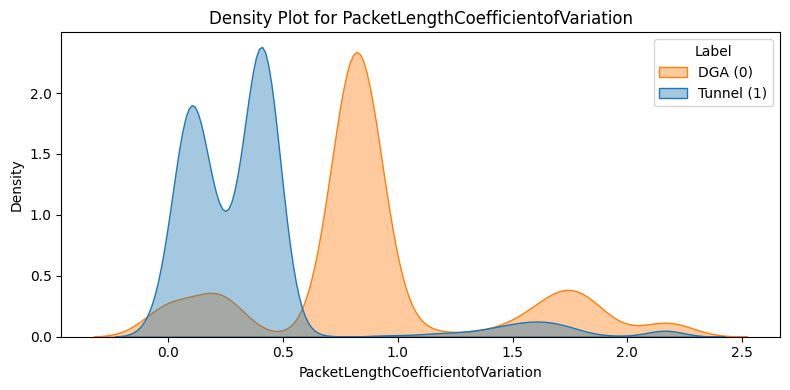 Density Plot for PacketLengthCoefficientofVariation
Label
DGA (0)
Tunnel (1)
Density
2.0
1.5
1.0
0.5
0.0
0.0 0.5 1.0 1.5 2.0 2.5
PacketLengthCoefficientofVariation